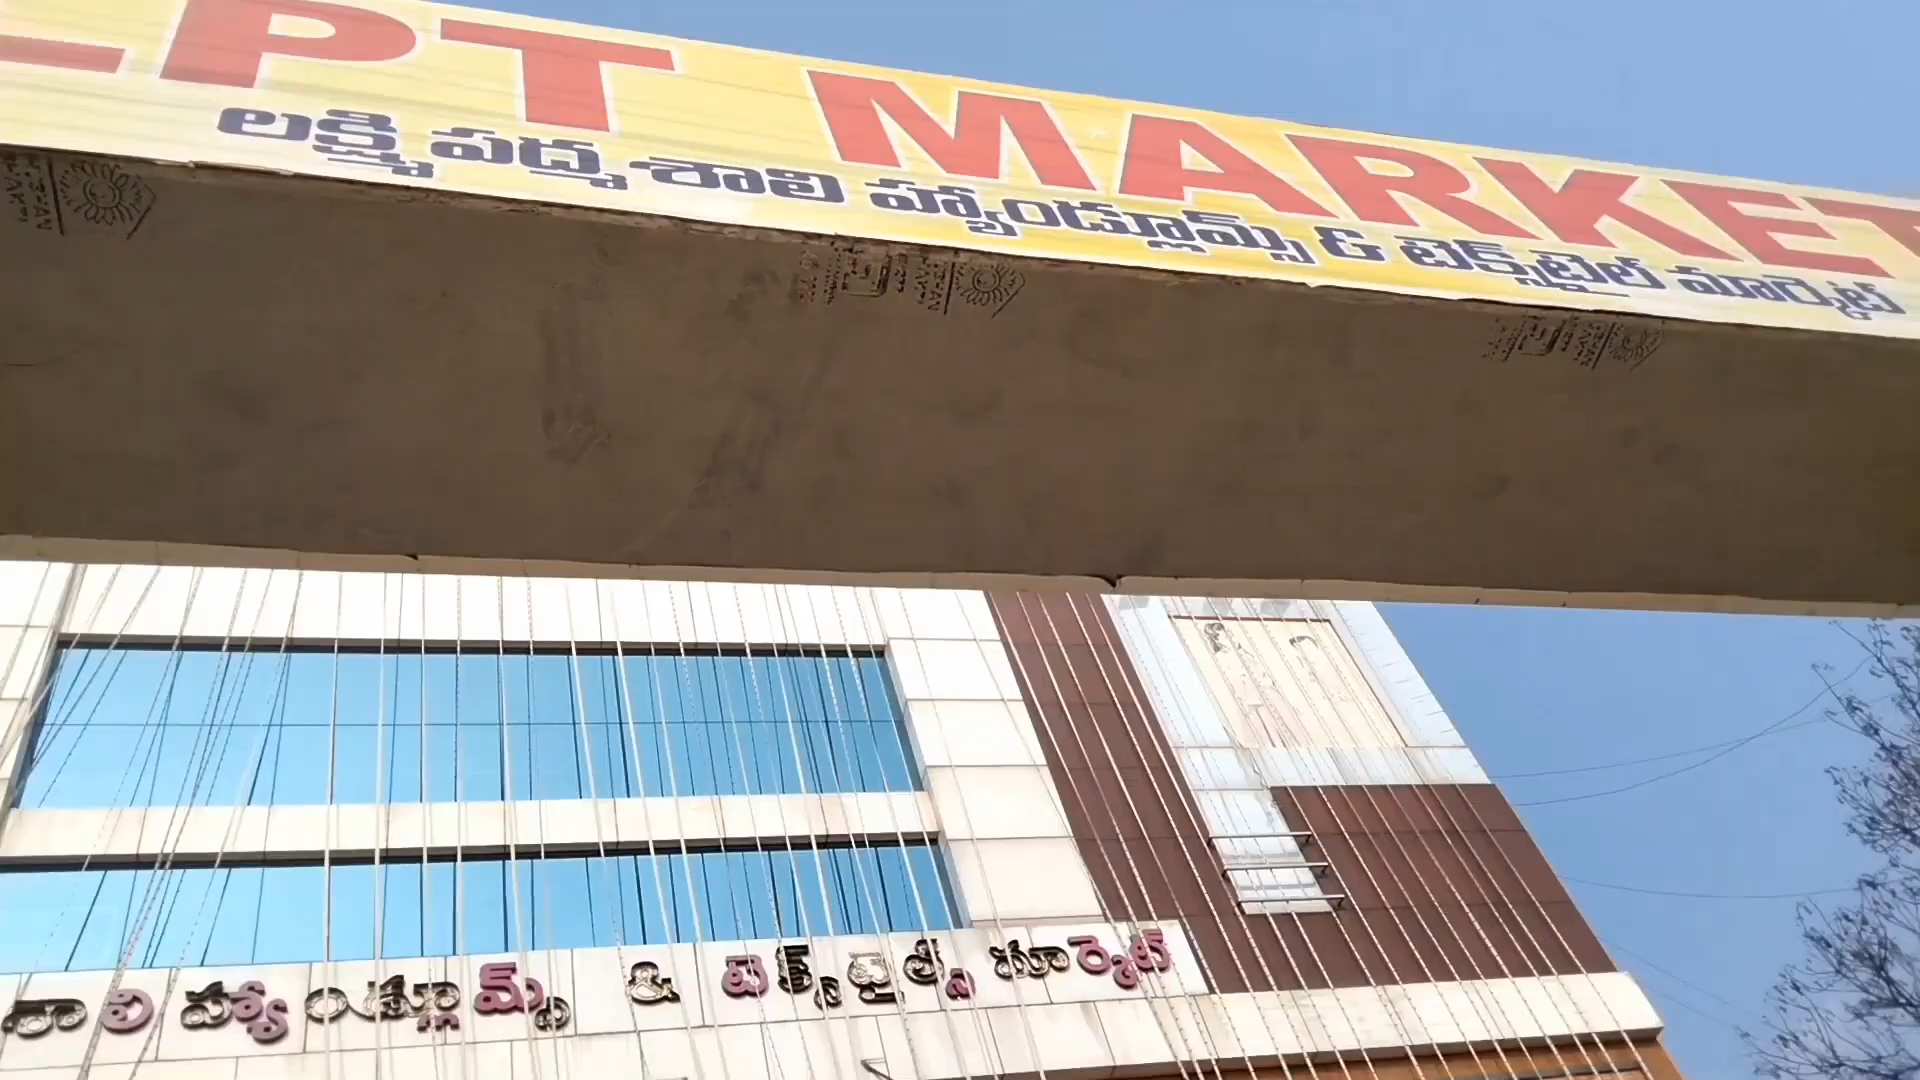 LPT MARKET
లక్ష్మి పద్మశాలి హ్యాండ్లూమ్స్ & టెక్స్‌టైల్ మార్కెట్
శాలి హ్యాండ్లూమ్స్ & టెక్స్‌టైల్స్ మార్కెట్